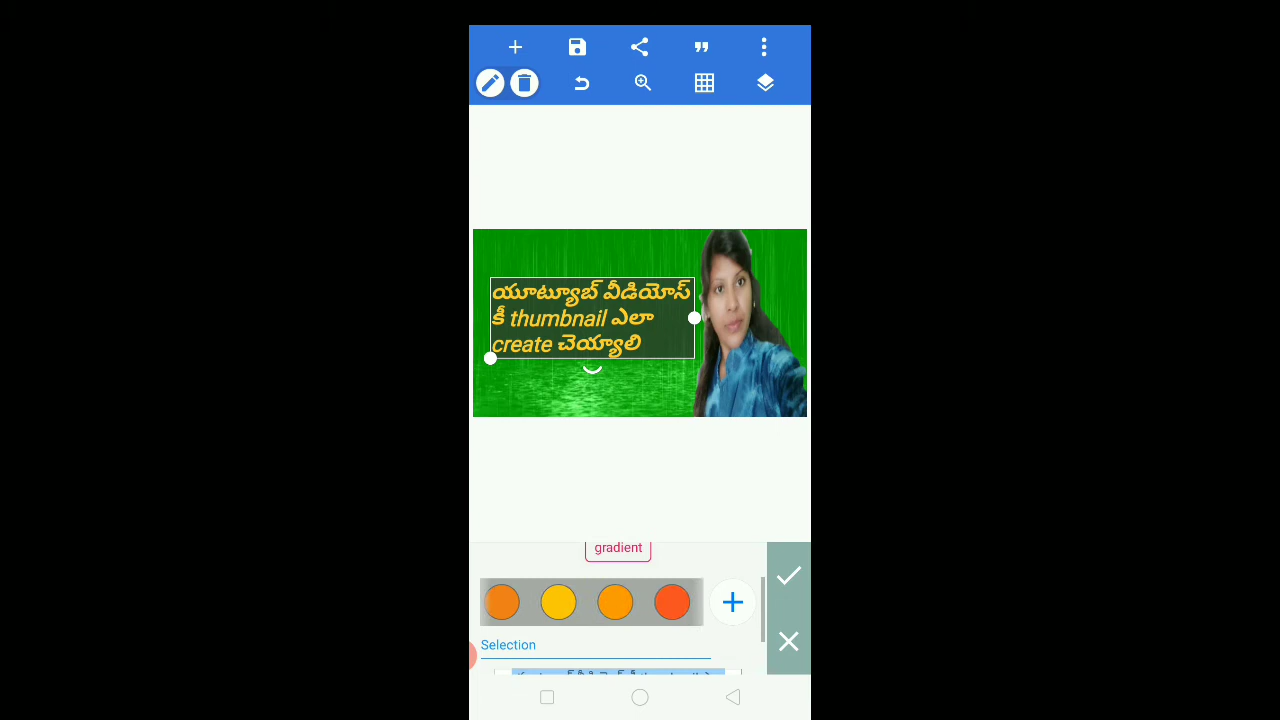 యూట్యూబ్ వీడియోస్
కీ thumbnail ఎలా
create చెయ్యాలి
gradient
Selection